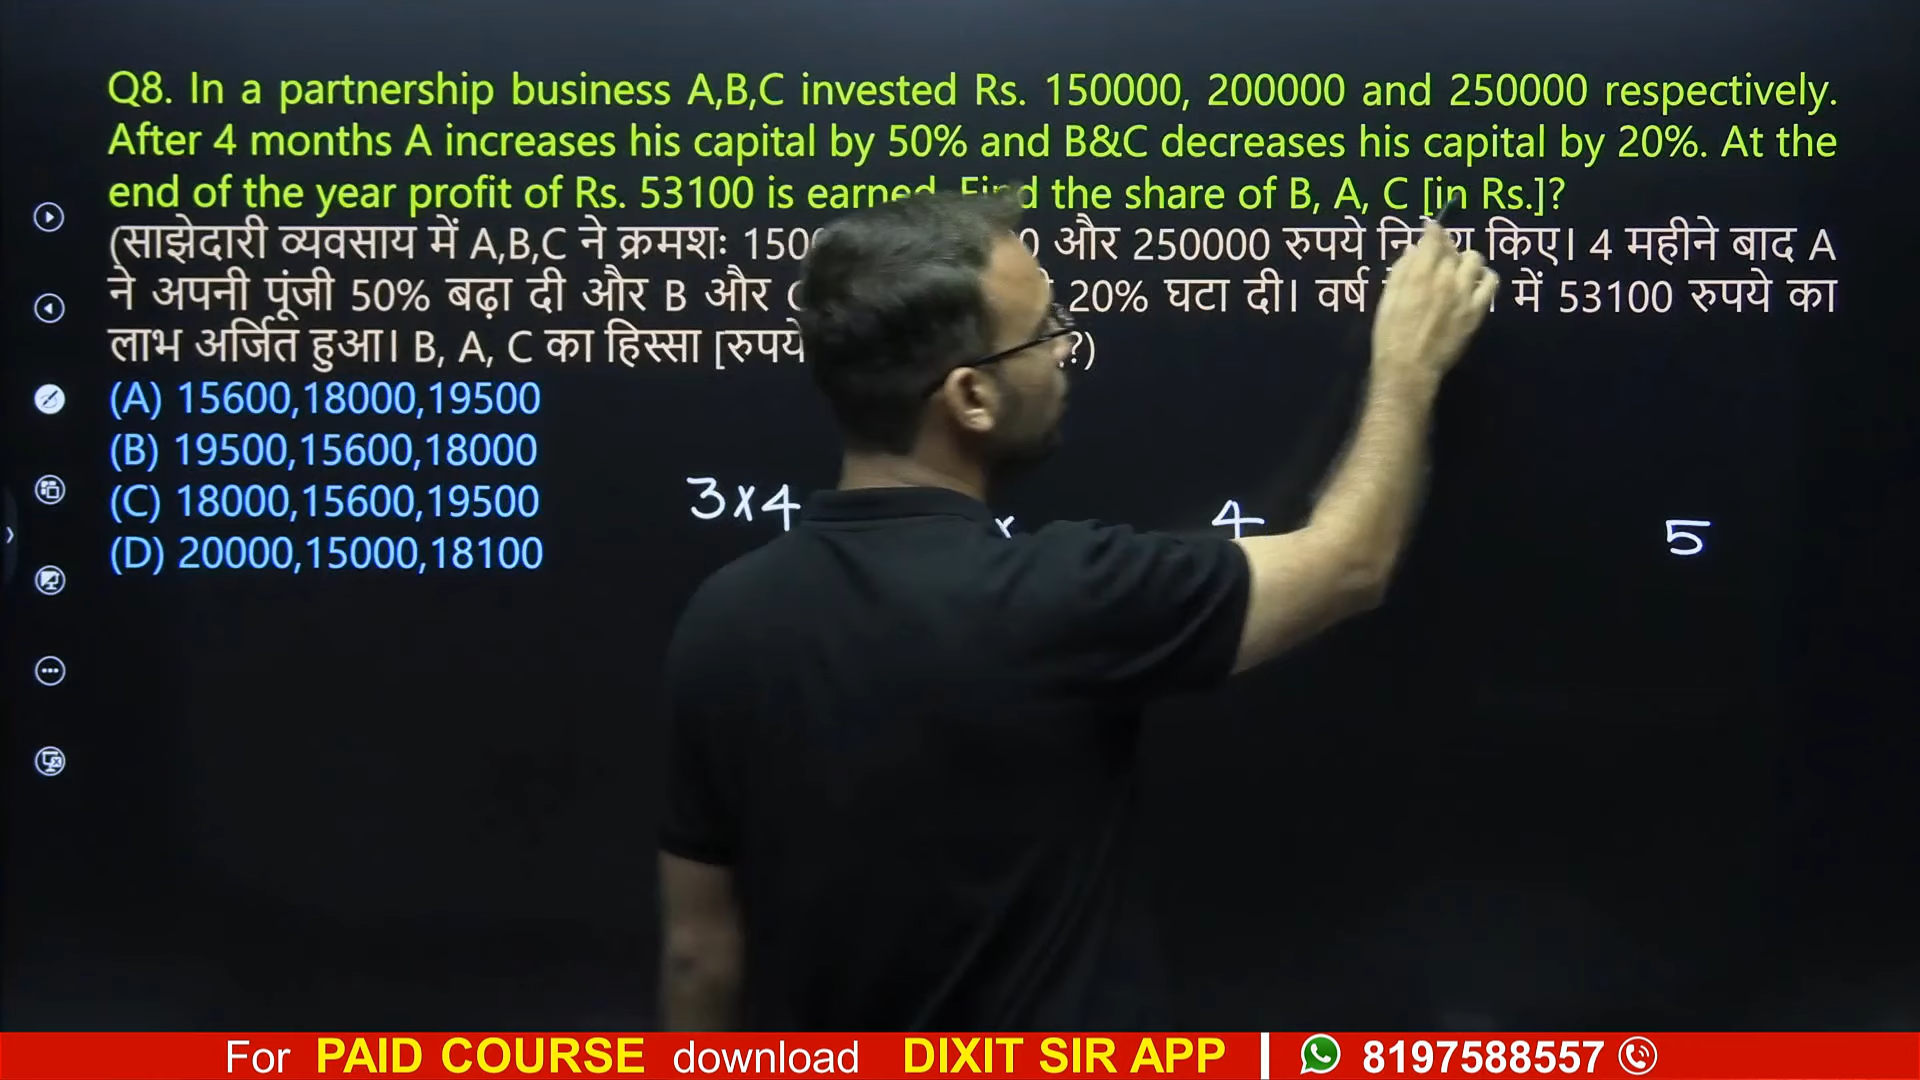 Q8. In a partnership business A,B,C invested Rs. 150000, 200000 and 250000 respectively.
After 4 months A increases his capital by 50% and B&C decreases his capital by 20%. At the
end of the year profit of Rs. 53100 is earned. Find the share of B, A, C [in Rs.]?
(साझेदारी व्यवसाय में A,B,C ने क्रमशः और 250000 रुपये किए। 4 महीने बाद A
ने अपनी पूंजी 50% बढ़ा दी और B और 20% घटा दी। वर्ष में 53100 रुपये का
लाभ अर्जित हुआ। B, A, C का हिस्सा [रुपये ?)
(A) 15600,18000,19500
(B) 19500,15600,18000
(C) 18000,15600,19500
(D) 20000,15000,18100
3x4 4 5
For PAID COURSE download DIXIT SIR APP | 8197588557